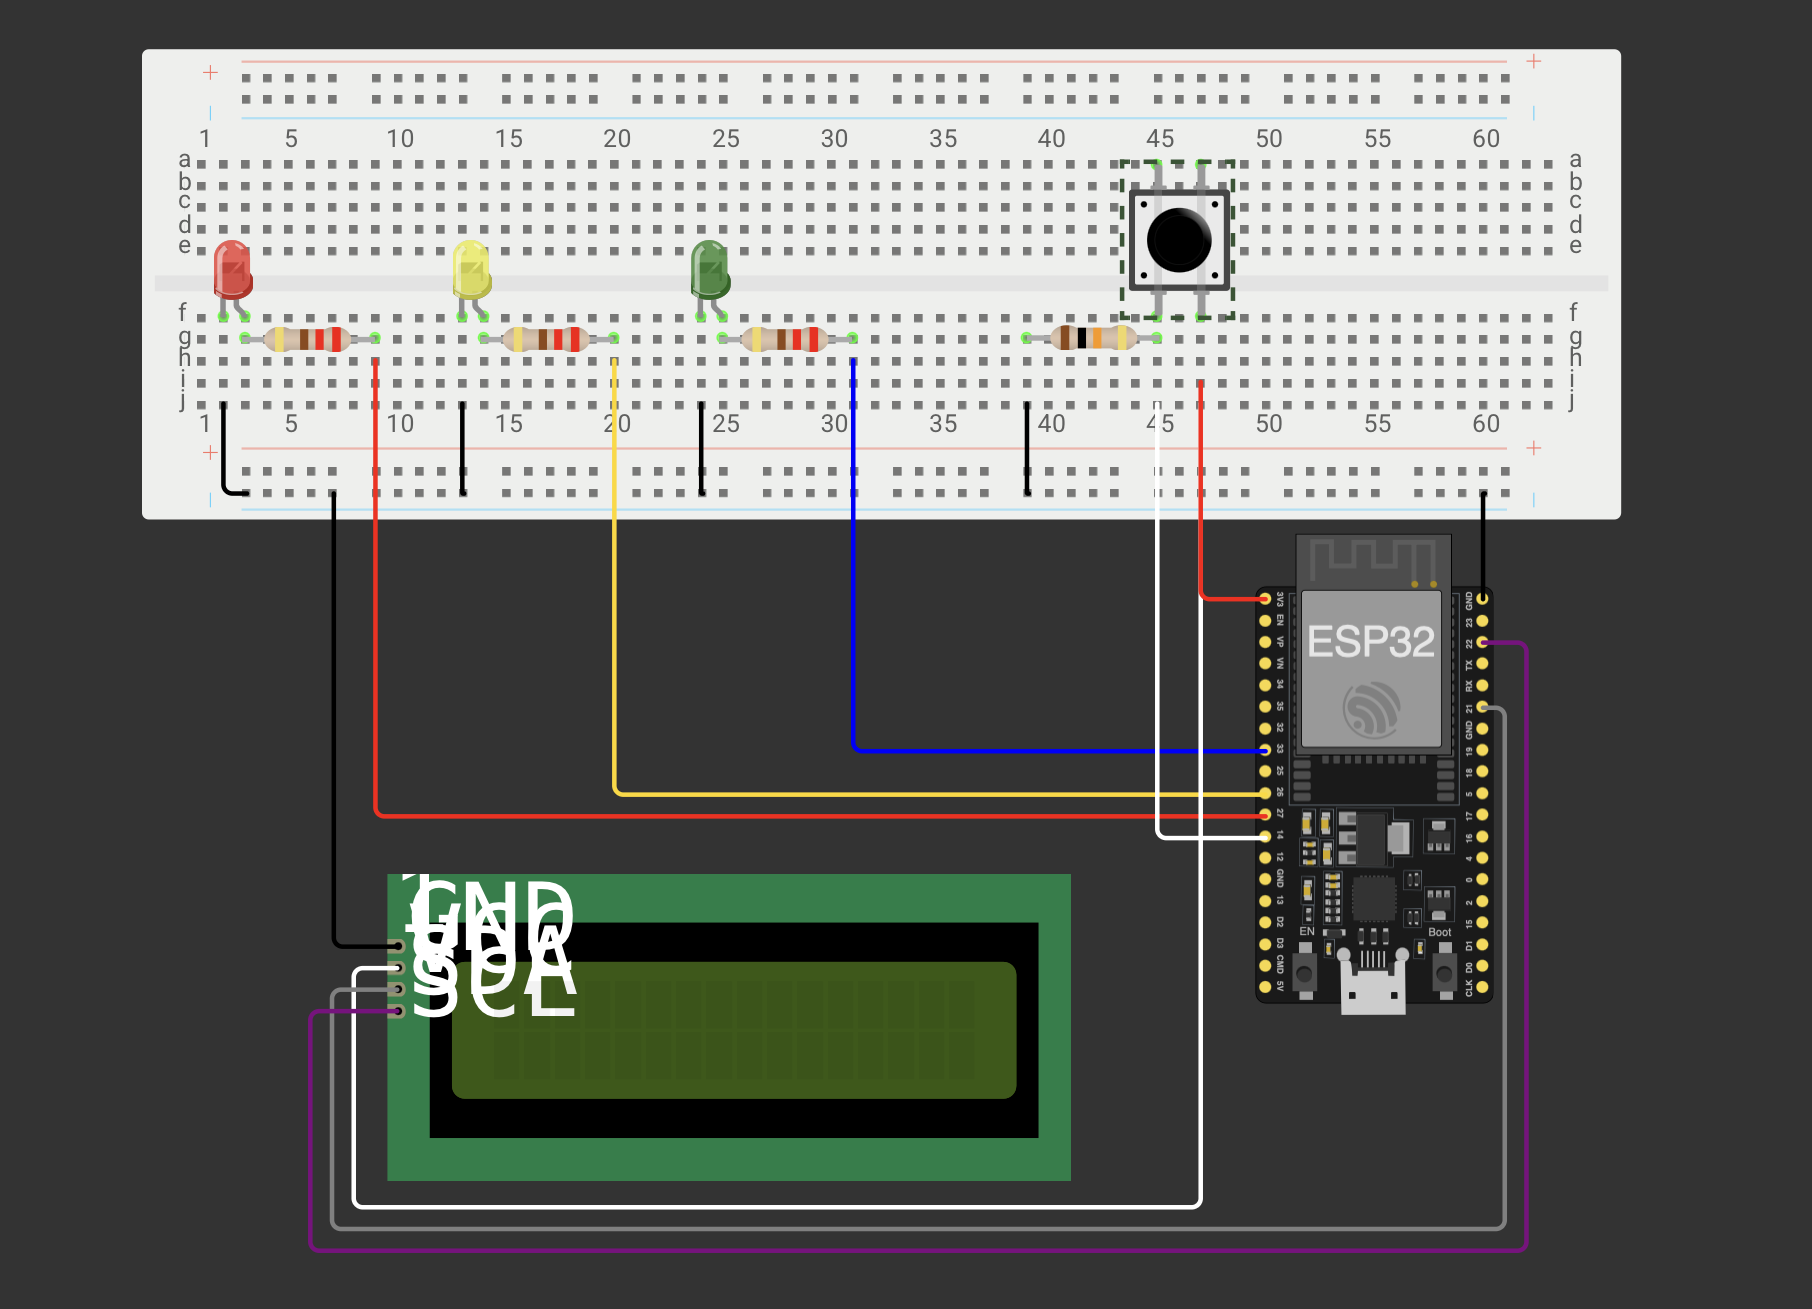 + +
1 5 10 15 20 25 30 35 40 45 50 55 60
a a
b b
c c
d d
e e
f f
g g
h h
i i
j j
1 5 10 15 20 25 30 35 40 45 50 55 60
+ +
ESP32
3V3 GND
EN 23
VP 22
VN TX
34 RX
35 21
32 GND
33 19
25 18
26 5
27 17
14 16
12 4
GND 0
13 2
D2 15
D3 D1
CMD D0
5V CLK
EN Boot
1
GND
VCC
SDA
SCL